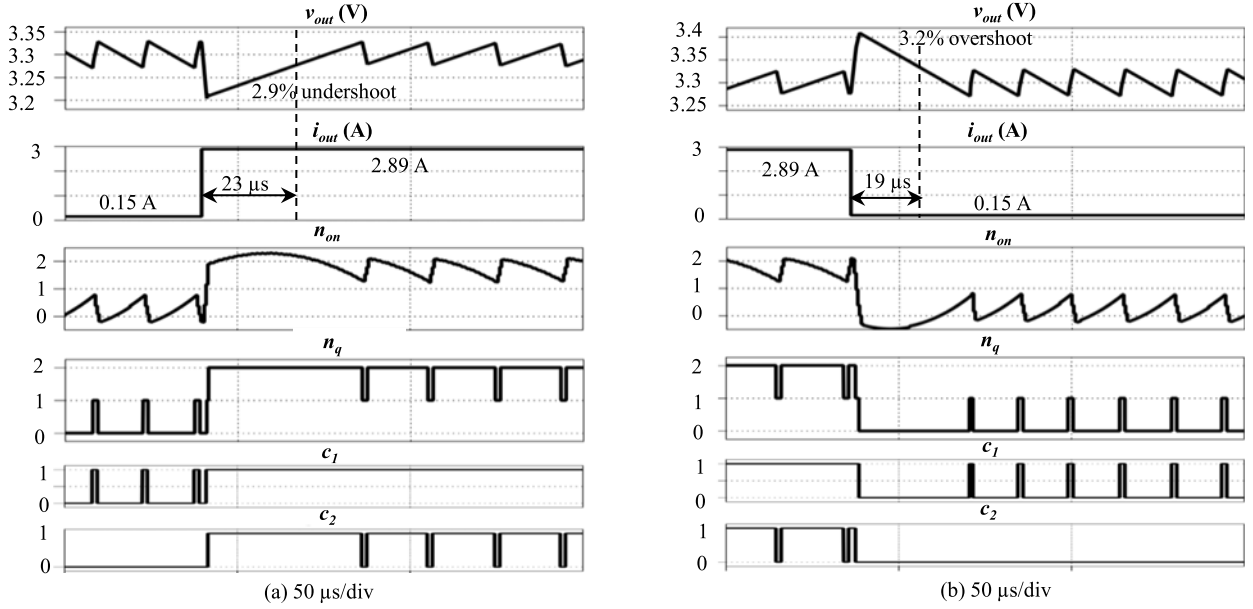 v_out (V)
3.35
3.3
3.25
3.2
2.9% undershoot
i_out (A)
3
0
0.15 A
23 µs
2.89 A
n_on
2
1
0
n_q
2
1
0
c_1
1
0
c_2
1
0
(a) 50 µs/div
v_out (V)
3.4
3.35
3.3
3.25
3.2% overshoot
i_out (A)
3
0
2.89 A
19 µs
0.15 A
n_on
2
1
0
n_q
2
1
0
c_1
1
0
c_2
1
0
(b) 50 µs/div